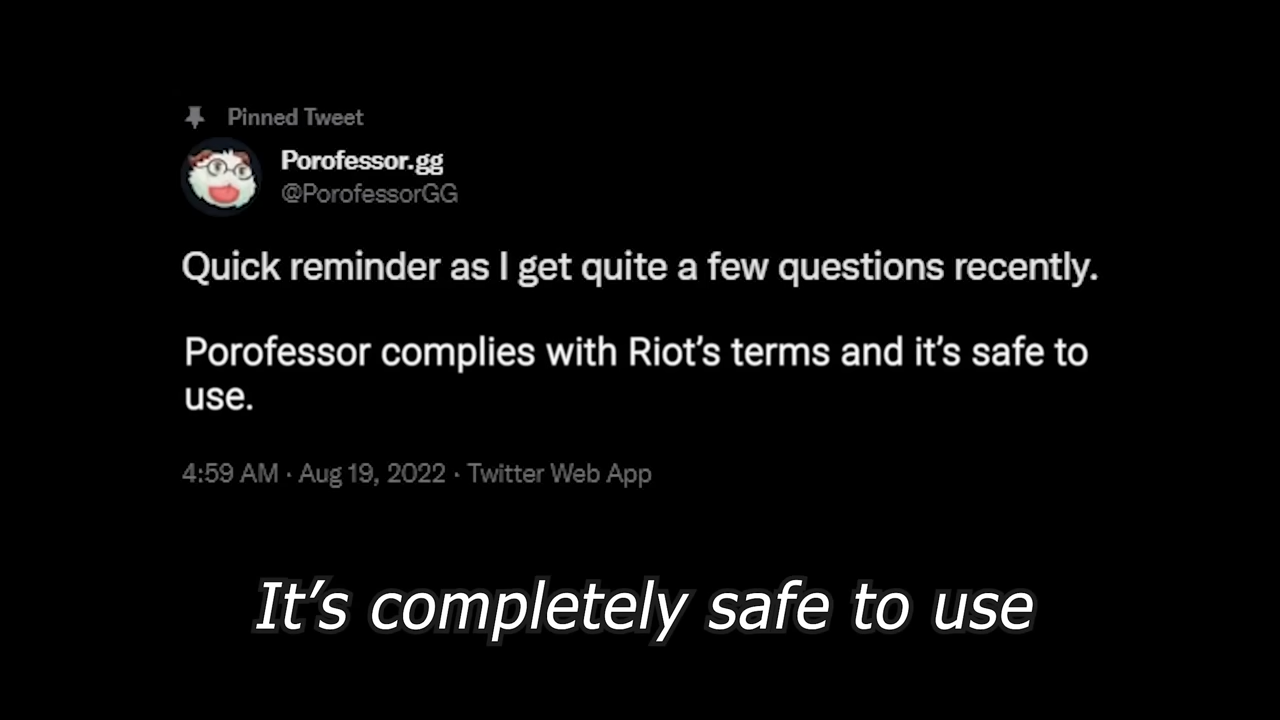 Pinned Tweet
Porofessor.gg
@PorofessorGG
Quick reminder as I get quite a few questions recently.
Porofessor complies with Riot’s terms and it’s safe to
use.
4:59 AM · Aug 19, 2022 · Twitter Web App
It’s completely safe to use